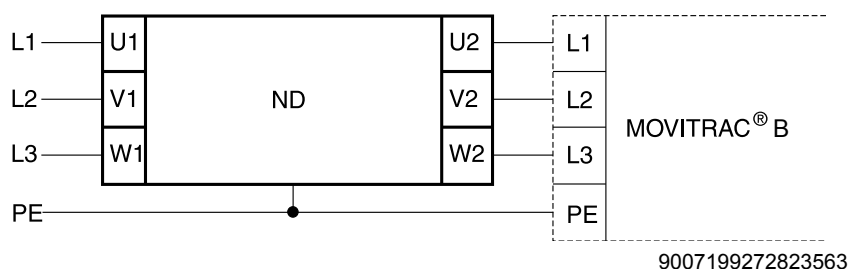 L1 U1 U2 L1
L2 V1 ND V2 L2
MOVITRAC® B
L3 W1 W2 L3
PE PE
9007199272823563